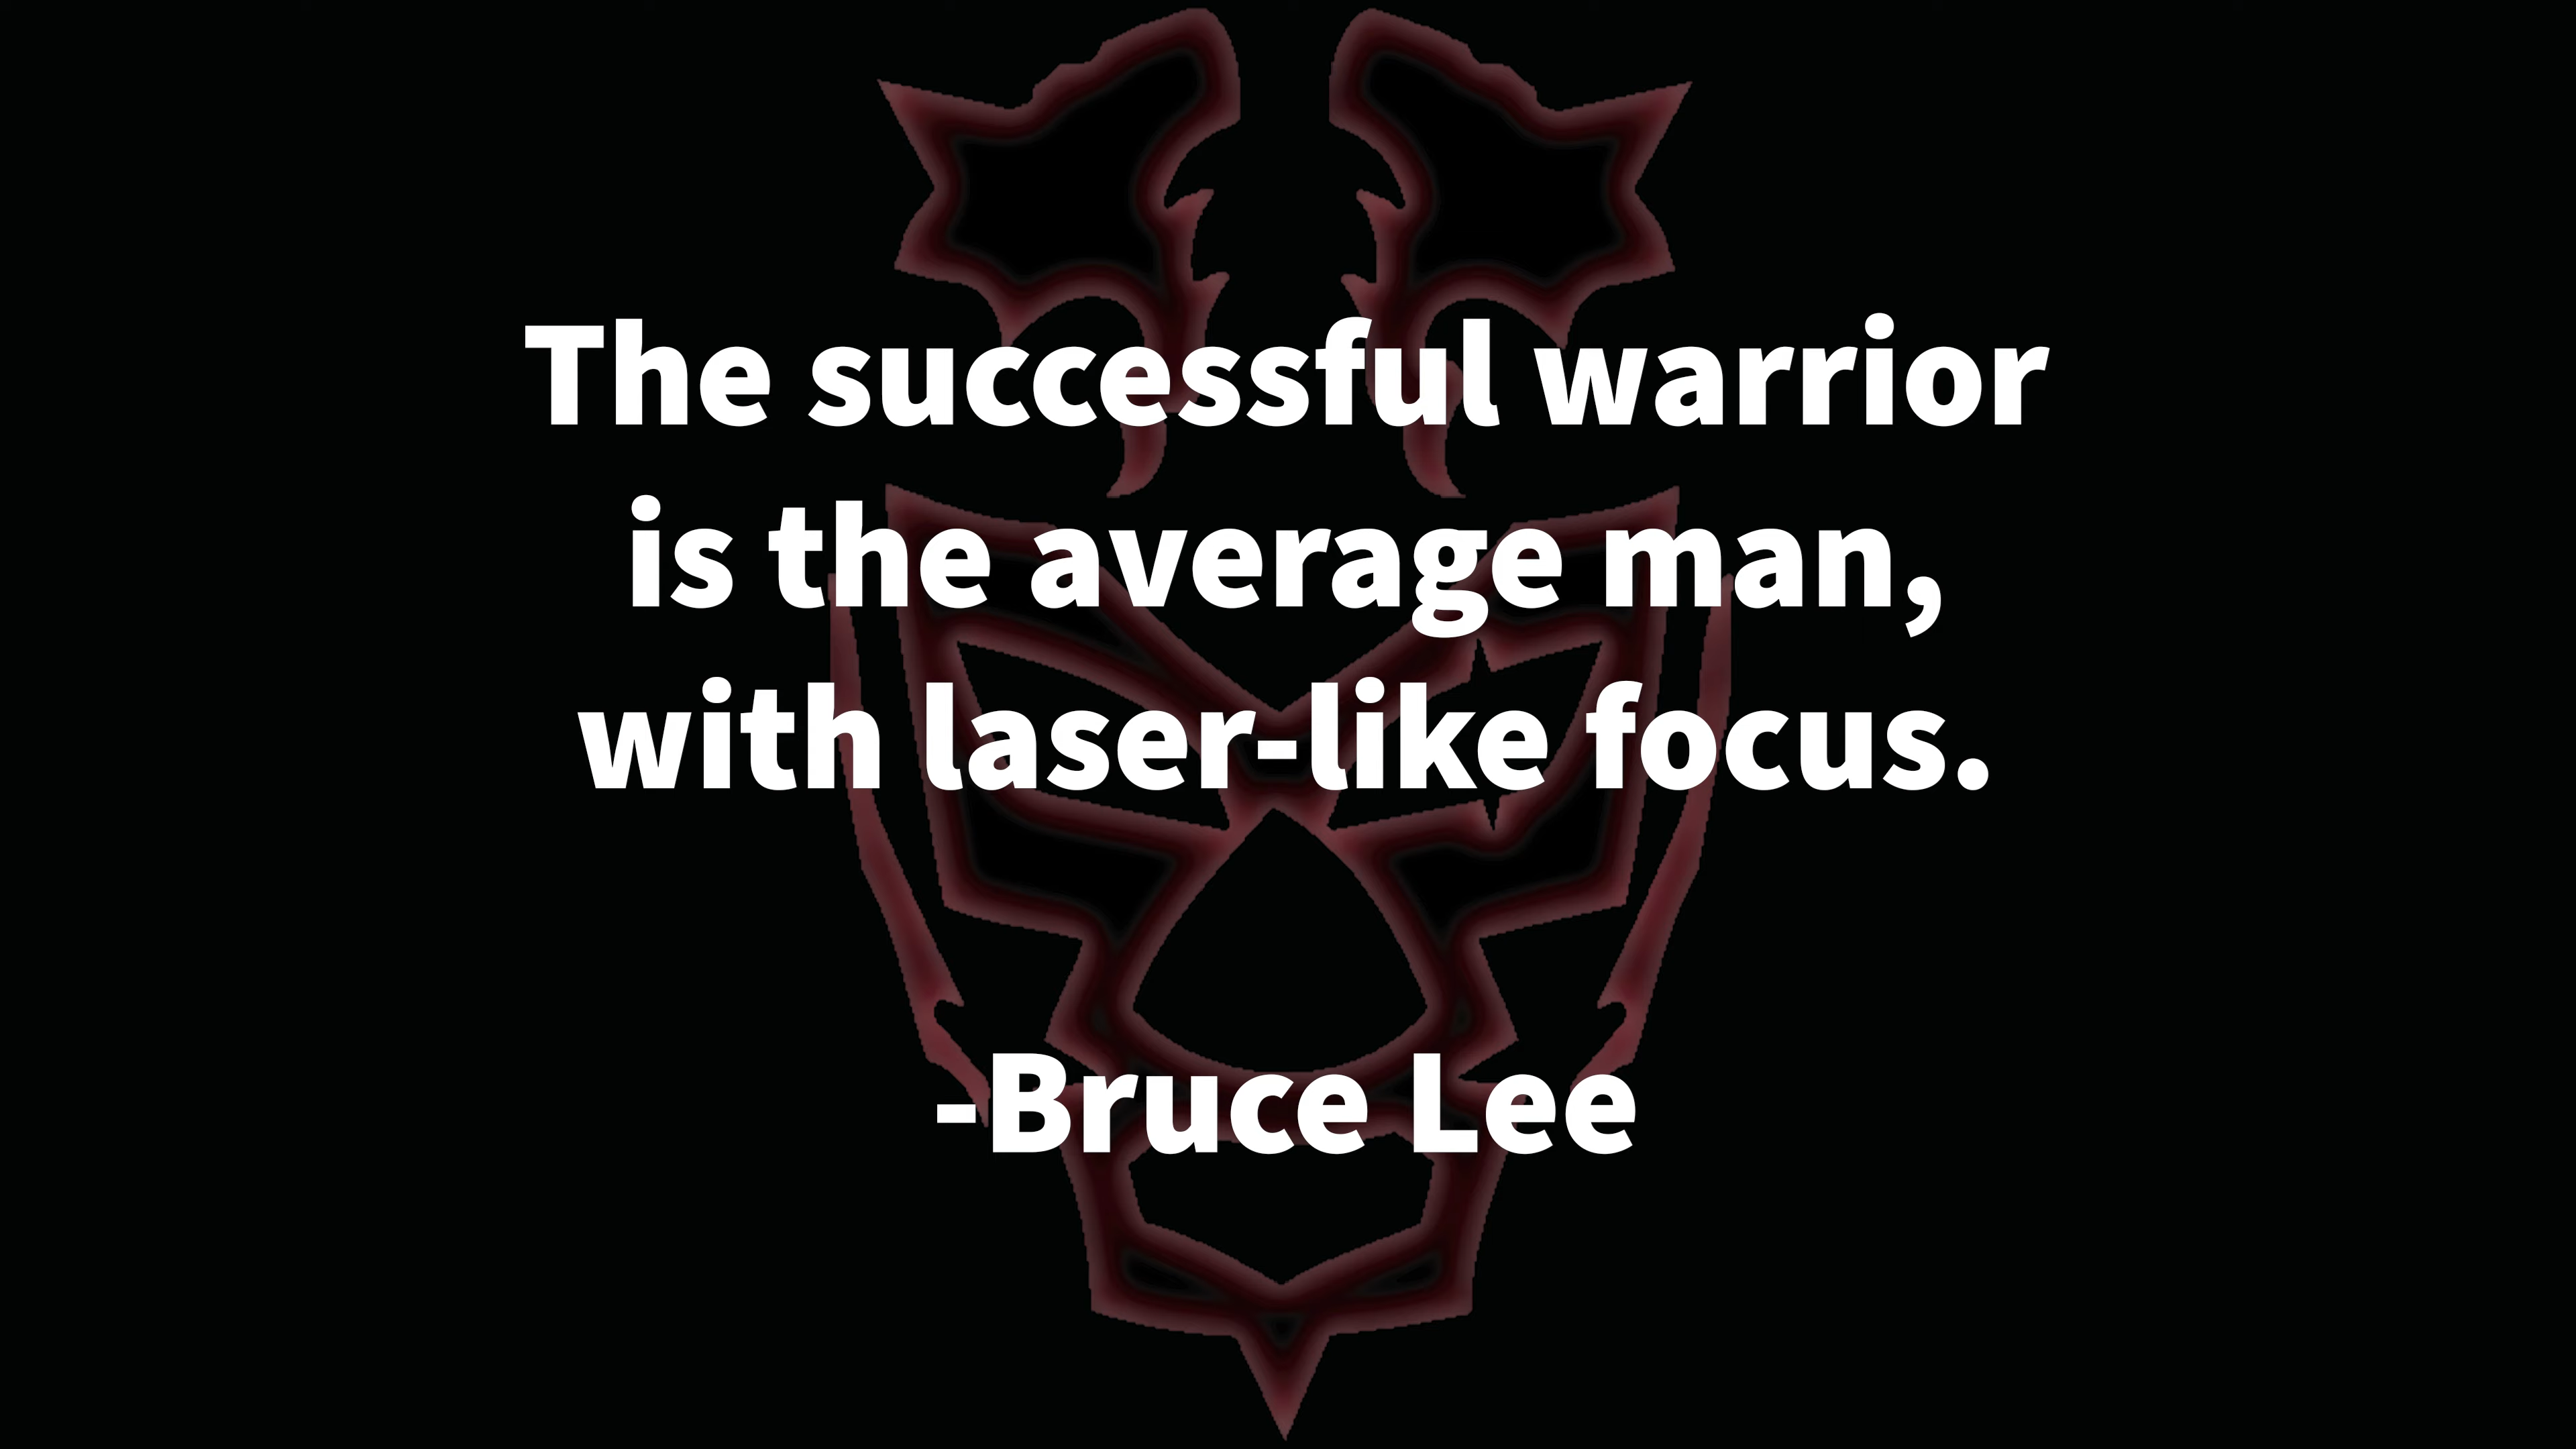 The successful warrior
is the average man,
with laser-like focus.
-Bruce Lee